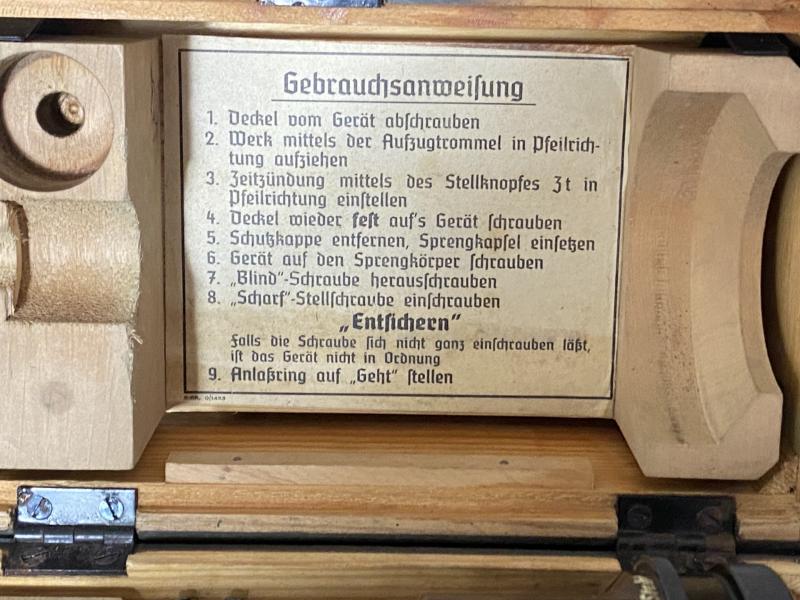 Gebrauchsanweiſung
1. Deckel vom Gerät abſchrauben
2. Werk mittels der Aufzugtrommel in Pfeilrich-
tung aufziehen
3. Zeitzündung mittels des Stellknopfes Zt in
Pfeilrichtung einſtellen
4. Deckel wieder feſt auf's Gerät ſchrauben
5. Schutzkappe entfernen, Sprengkapſel einſetzen
6. Gerät auf den Sprengkörper ſchrauben
7. „Blind"-Schraube herausſchrauben
8. „Scharf"-Stellſchraube einſchrauben
„Entſichern"
Falls die Schraube ſich nicht ganz einſchrauben läßt,
iſt das Gerät nicht in Ordnung
9. Anlaßring auf „Geht" ſtellen